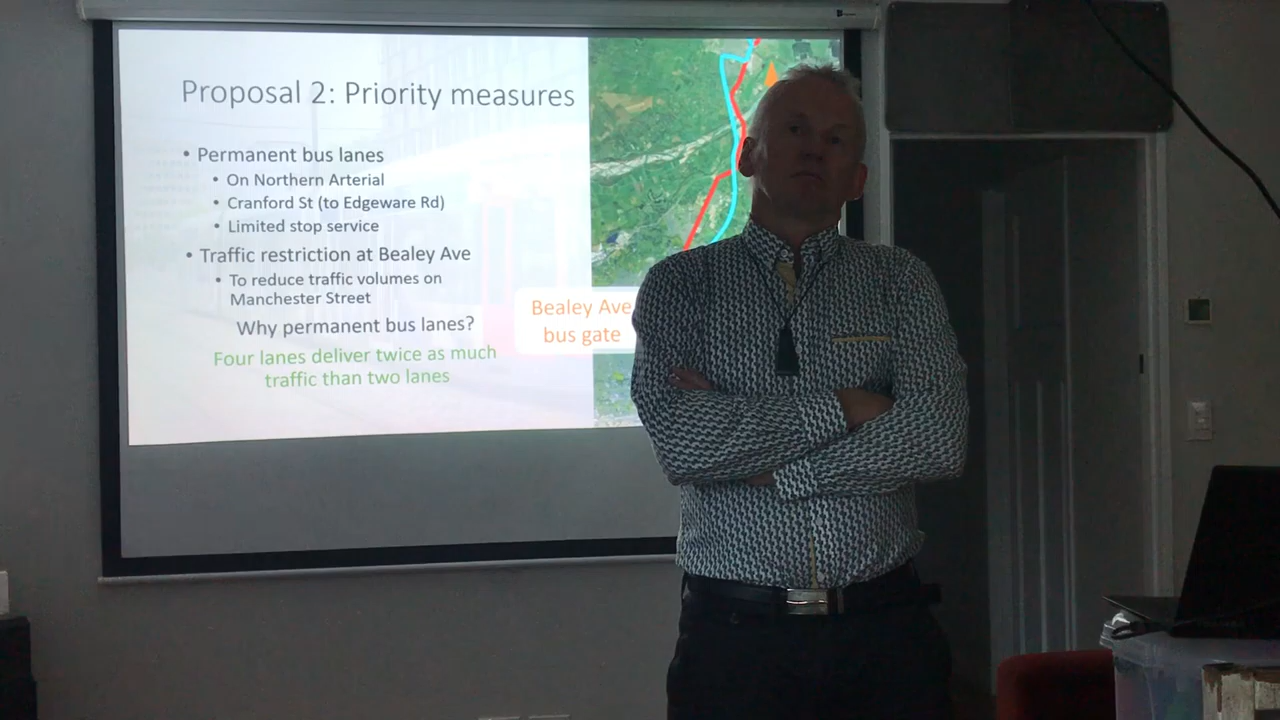 Proposal 2: Priority measures
• Permanent bus lanes
• On Northern Arterial
• Cranford St (to Edgeware Rd)
• Limited stop service
• Traffic restriction at Bealey Ave
• To reduce traffic volumes on
Manchester Street
Why permanent bus lanes?
Four lanes deliver twice as much
traffic than two lanes
Bealey Ave
bus gate